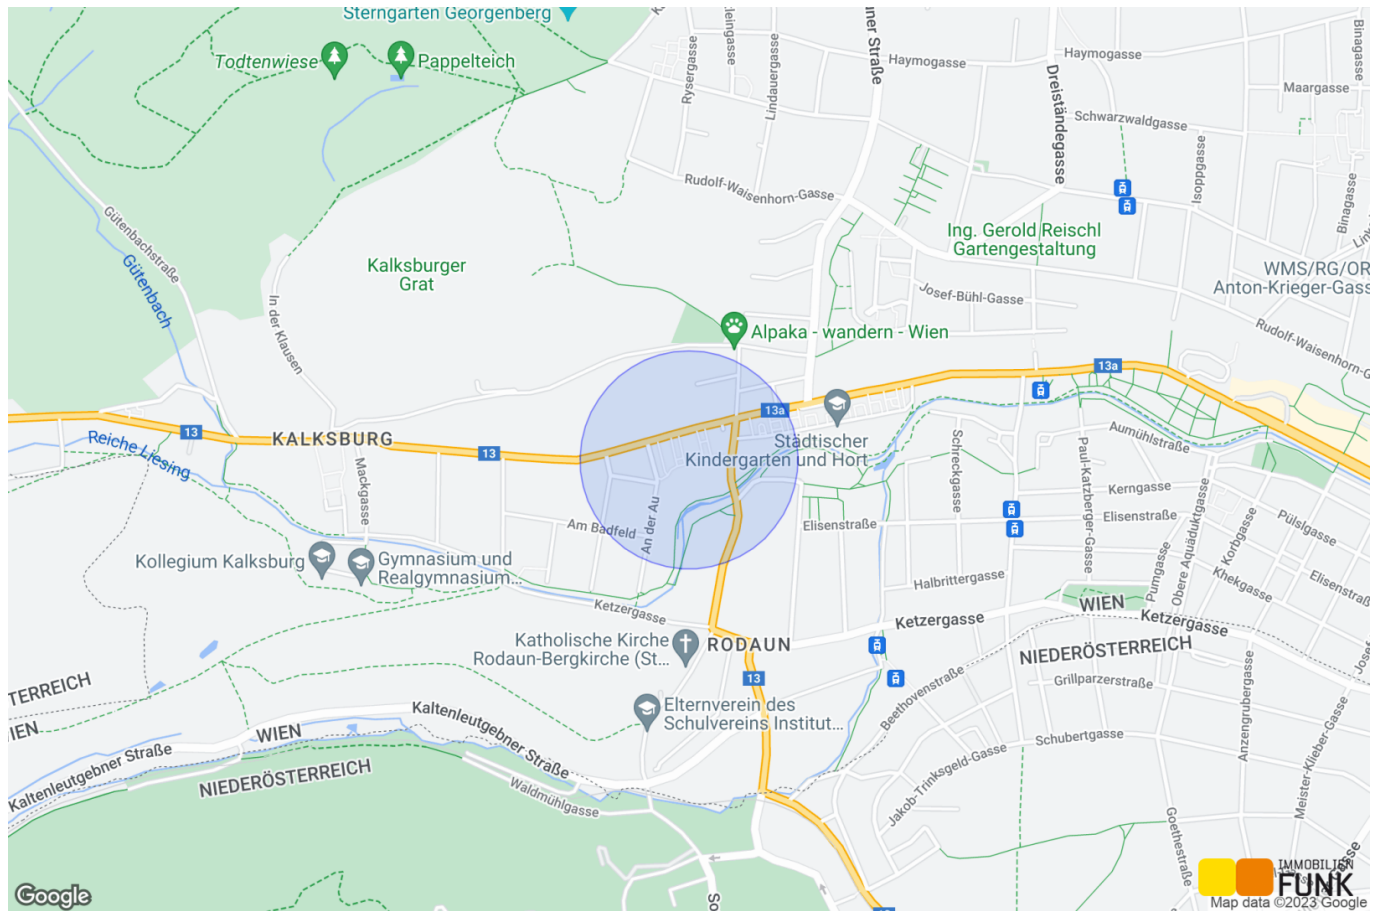 Sterngarten Georgenberg
Todtenwiese
Pappelteich
Rysergasse
Lindauergasse
Haymogasse
Haymogasse
Dreiständegasse
Binagasse
Maargasse
Schwarzwaldgasse
Isoppgasse
Rudolf-Waisenhorn-Gasse
Binagasse
Gütenbachstraße
Gütenbach
Kalksburger
Grat
Ing. Gerold Reischl
Gartengestaltung
WMS/RG/OR
Anton-Krieger-Gass
Josef-Bühl-Gasse
In der Klausen
Alpaka - wandern - Wien
Rudolf-Waisenhorn-G
13a
13a
13
KALKSBURG
13
Reiche Liesing
Mackgasse
Städtischer
Kindergarten und Hort
Schreckgasse
Paul-Katzberger-Gasse
Aumühlstraße
Kerngasse
Elisenstraße
Elisenstraße
Obere Aquäduktgasse
Korbgasse
Pülslgasse
Am Badfeld
An der Au
Kollegium Kalksburg
Gymnasium und
Realgymnasium...
Halbrittergasse
Pumgasse
Khekgasse
Elisenstraß
Ketzergasse
Ketzergasse
WIEN
Ketzergasse
Katholische Kirche
Rodaun-Bergkirche (St...
RODAUN
NIEDERÖSTERREICH
13
Grillparzerstraße
Beethovenstraße
Elternverein des
Schulvereins Institut...
TERREICH
IEN
WIEN
Kaltenleutgebner Straße
Kaltenleutgebner Straße
NIEDERÖSTERREICH
Waldmühlgasse
Schubertgasse
Jakob-Trinksgeld-Gasse
Anzengrubergasse
Meister-Klieber-Gasse
Goethestraße
IMMOBILIEN
FUNK
Google
Map data ©2023 Google